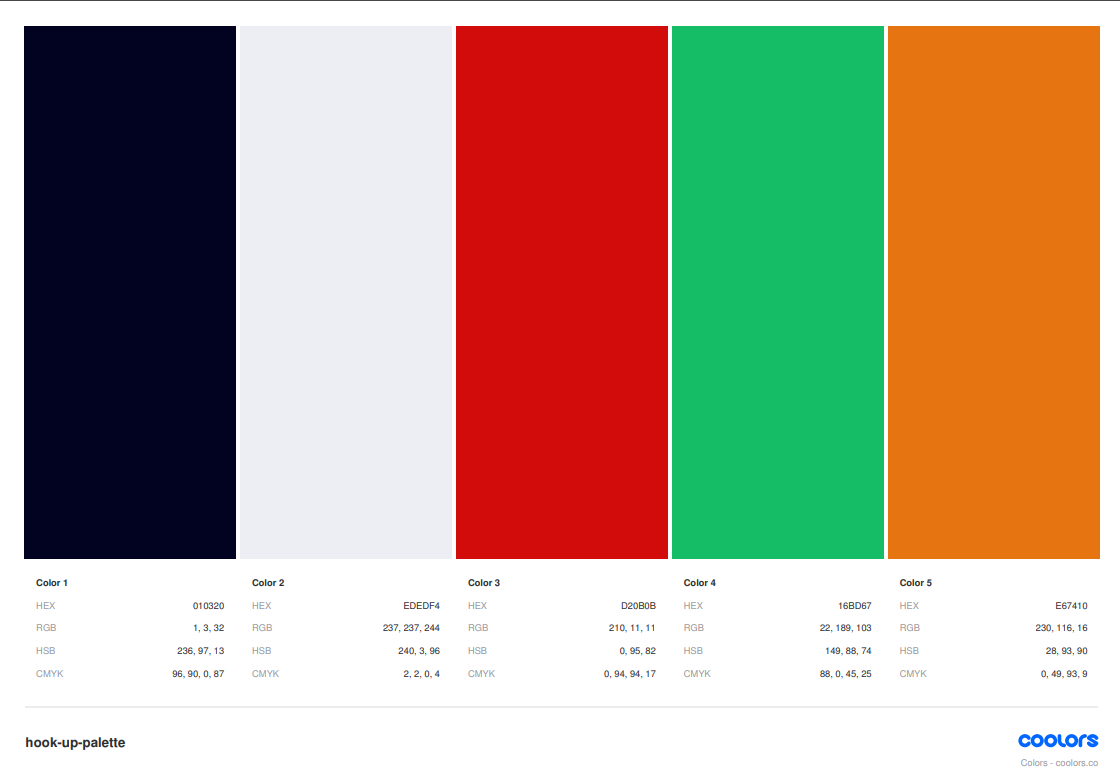 Color 1 Color 2 Color 3 Color 4 Color 5
HEX 010320 HEX EDEDF4 HEX D20B0B HEX 16BD67 HEX E67410
RGB 1, 3, 32 RGB 237, 237, 244 RGB 210, 11, 11 RGB 22, 189, 103 RGB 230, 116, 16
HSB 236, 97, 13 HSB 240, 3, 96 HSB 0, 95, 82 HSB 149, 88, 74 HSB 28, 93, 90
CMYK 96, 90, 0, 87 CMYK 2, 2, 0, 4 CMYK 0, 94, 94, 17 CMYK 88, 0, 45, 25 CMYK 0, 49, 93, 9
hook-up-palette coolors
Colors - coolors.co